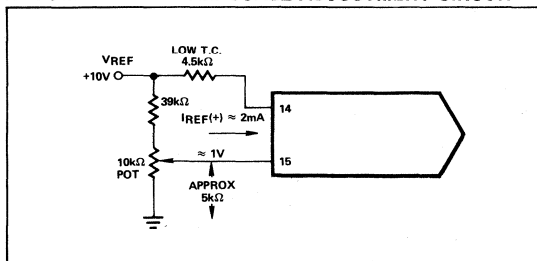 LOW T.C.
4.5kΩ
VREF
+10V
39kΩ
IREF(+) ≈ 2mA
14
10kΩ
POT
≈ 1V
15
APPROX
5kΩ